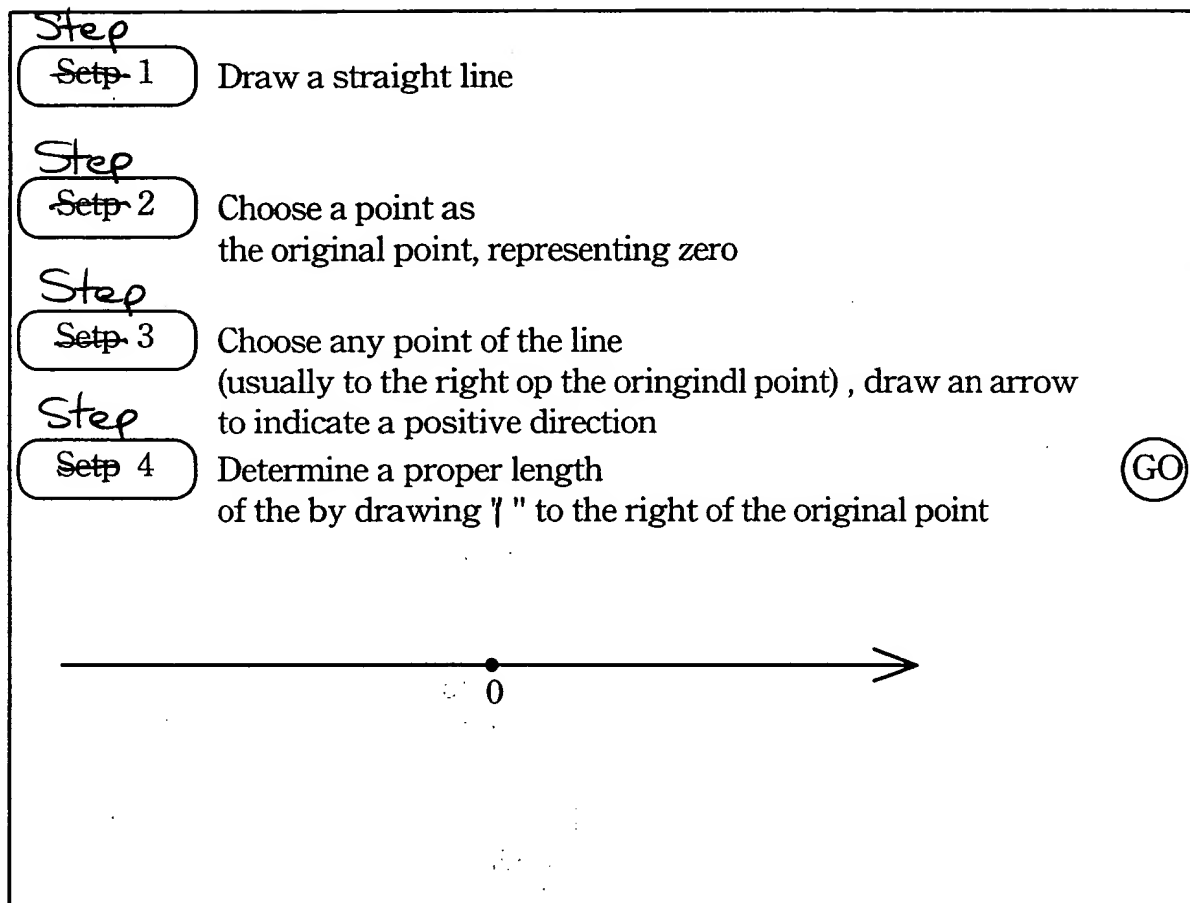 Step
Setp 1 Draw a straight line
Step
Setp 2 Choose a point as
the original point, representing zero
Step
Setp 3 Choose any point of the line
(usually to the right op the oringindl point) , draw an arrow
Step
to indicate a positive direction
Setp 4 Determine a proper length
GO
of the by drawing "| " to the right of the original point
0